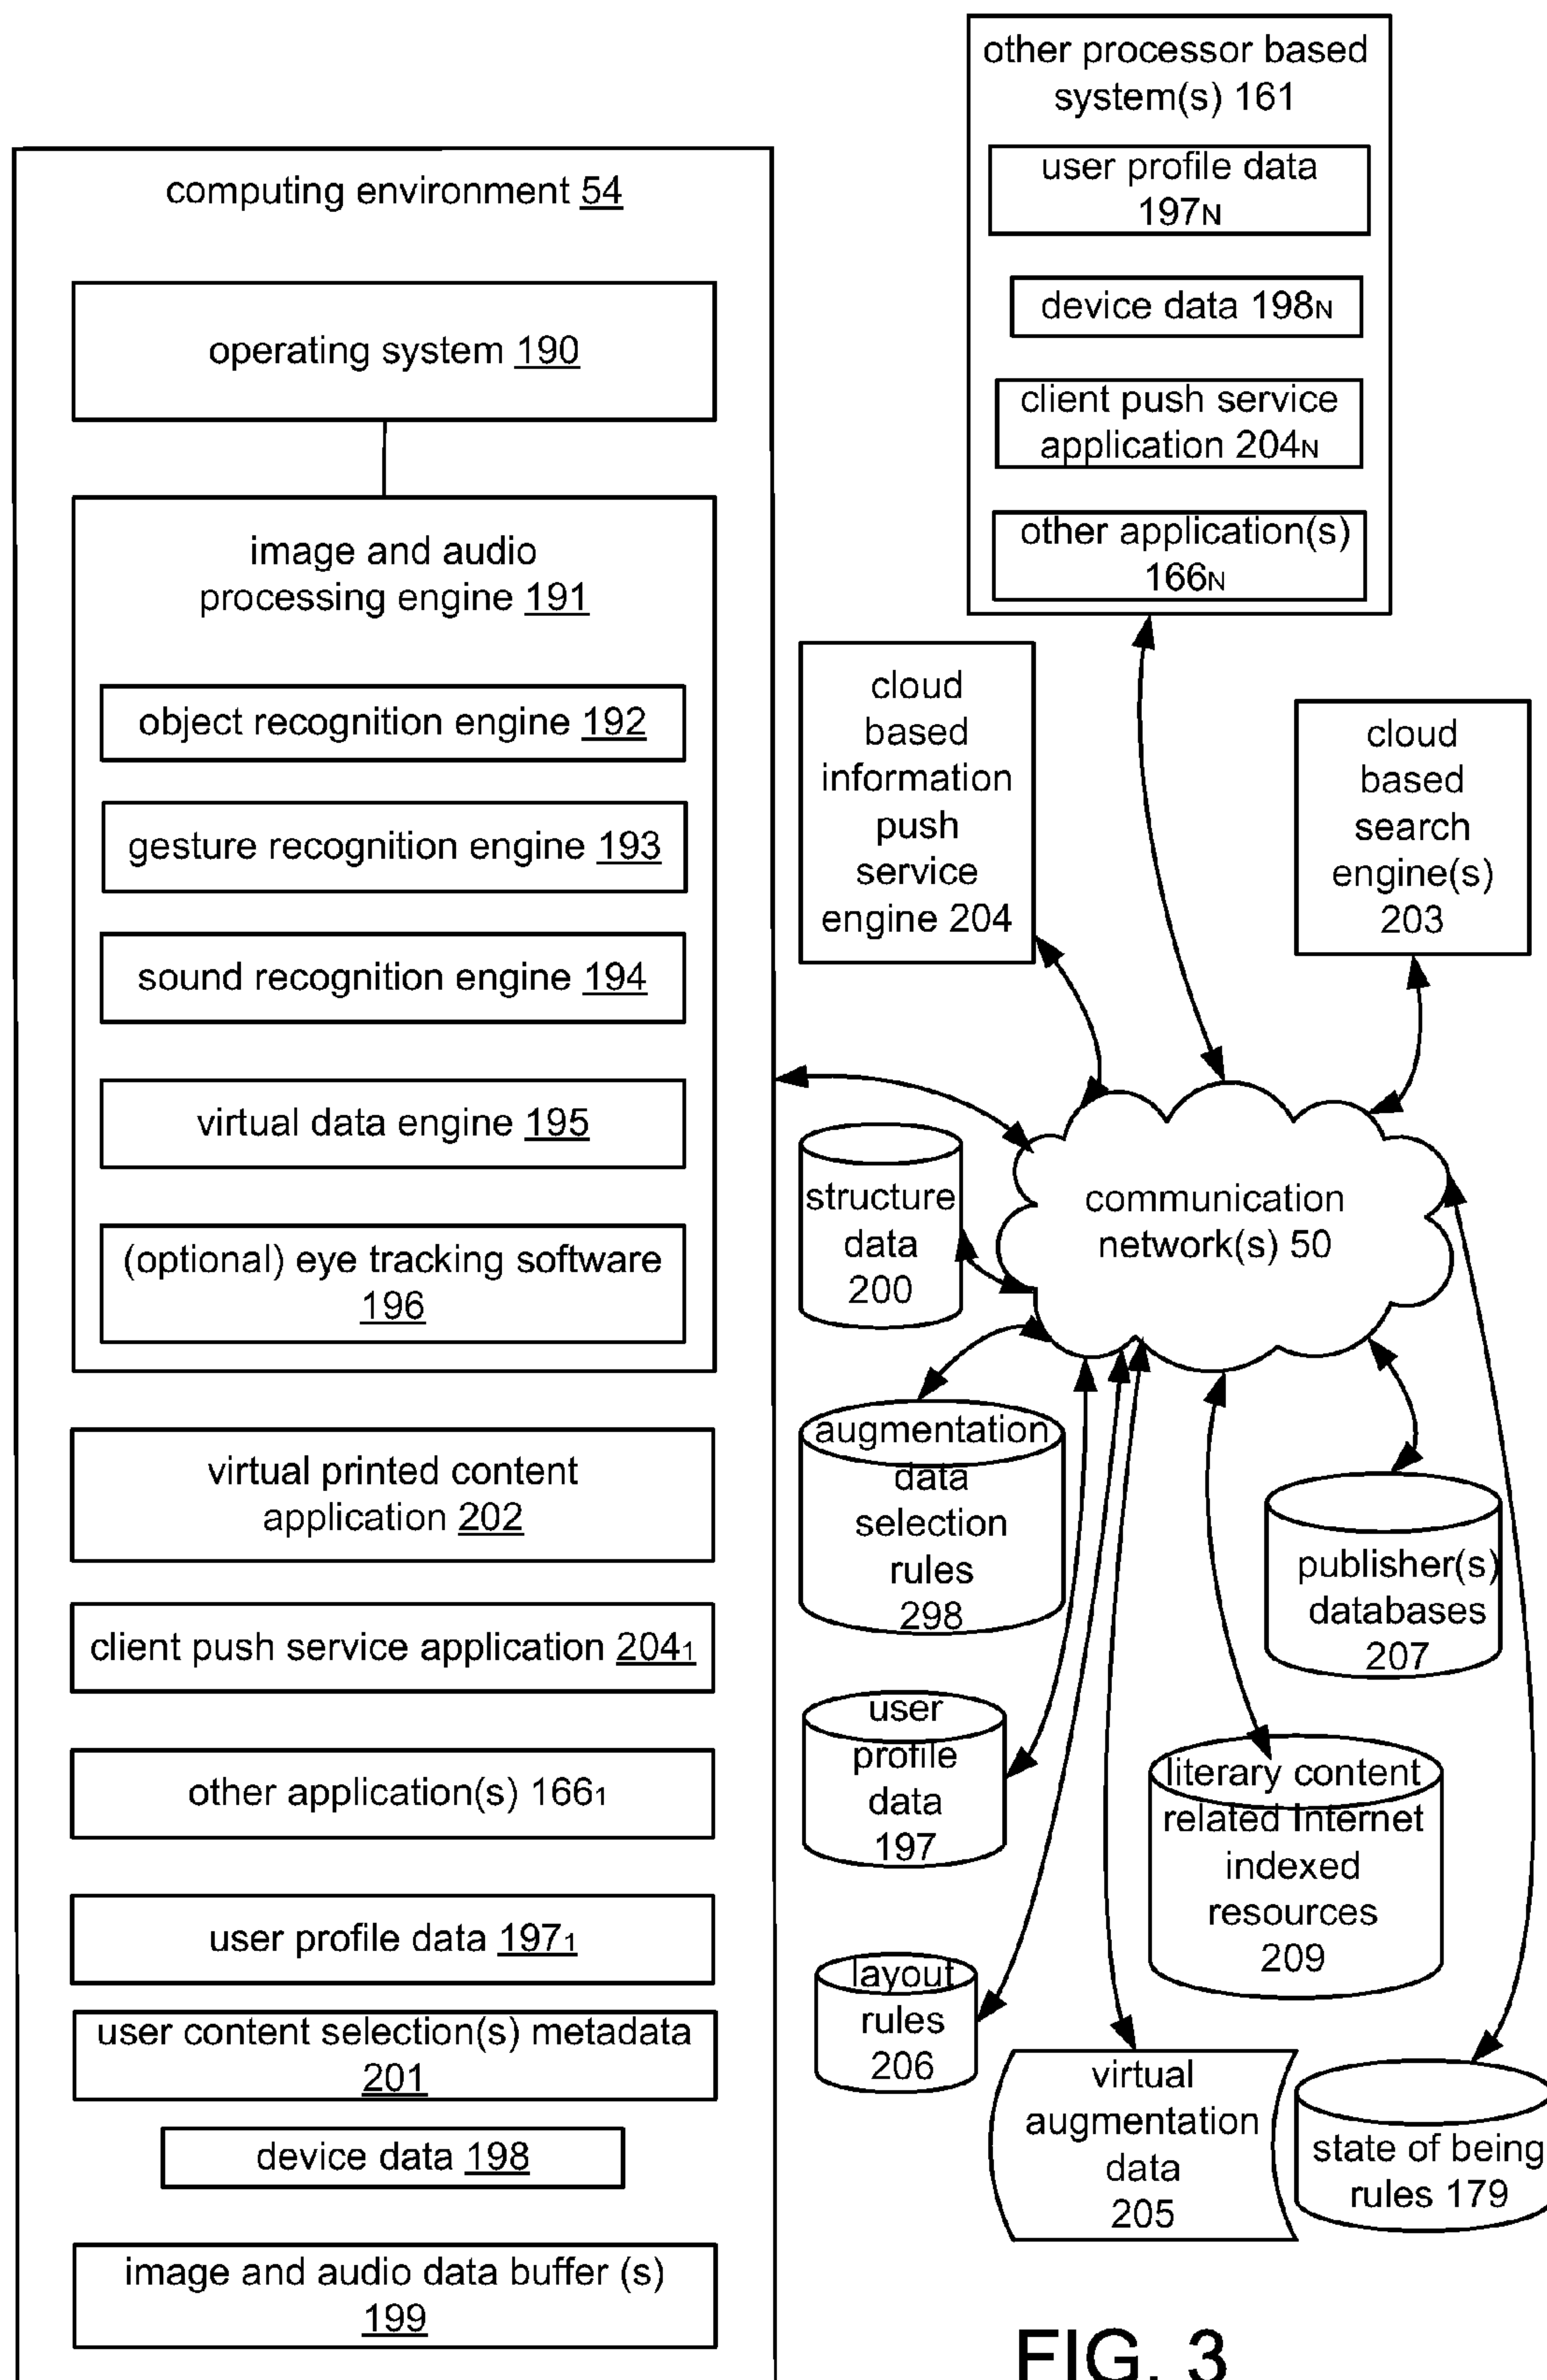 computing environment 54
operating system 190
image and audio
processing engine 191
object recognition engine 192
gesture recognition engine 193
sound recognition engine 194
virtual data engine 195
(optional) eye tracking software
196
virtual printed content
application 202
client push service application 204₁
other application(s) 166₁
user profile data 197₁
user content selection(s) metadata
201
device data 198
image and audio data buffer (s)
199
other processor based
system(s) 161
user profile data
197N
device data 198N
client push service
application 204N
other application(s)
166N
cloud
based
information
push
service
engine 204
cloud
based
search
engine(s)
203
communication
network(s) 50
structure
data
200
augmentation
data
selection
rules
298
publisher(s)
databases
207
user
profile
data
197
literary content
related Internet
indexed
resources
209
layout
rules
206
virtual
augmentation
data
205
state of being
rules 179
FIG. 3